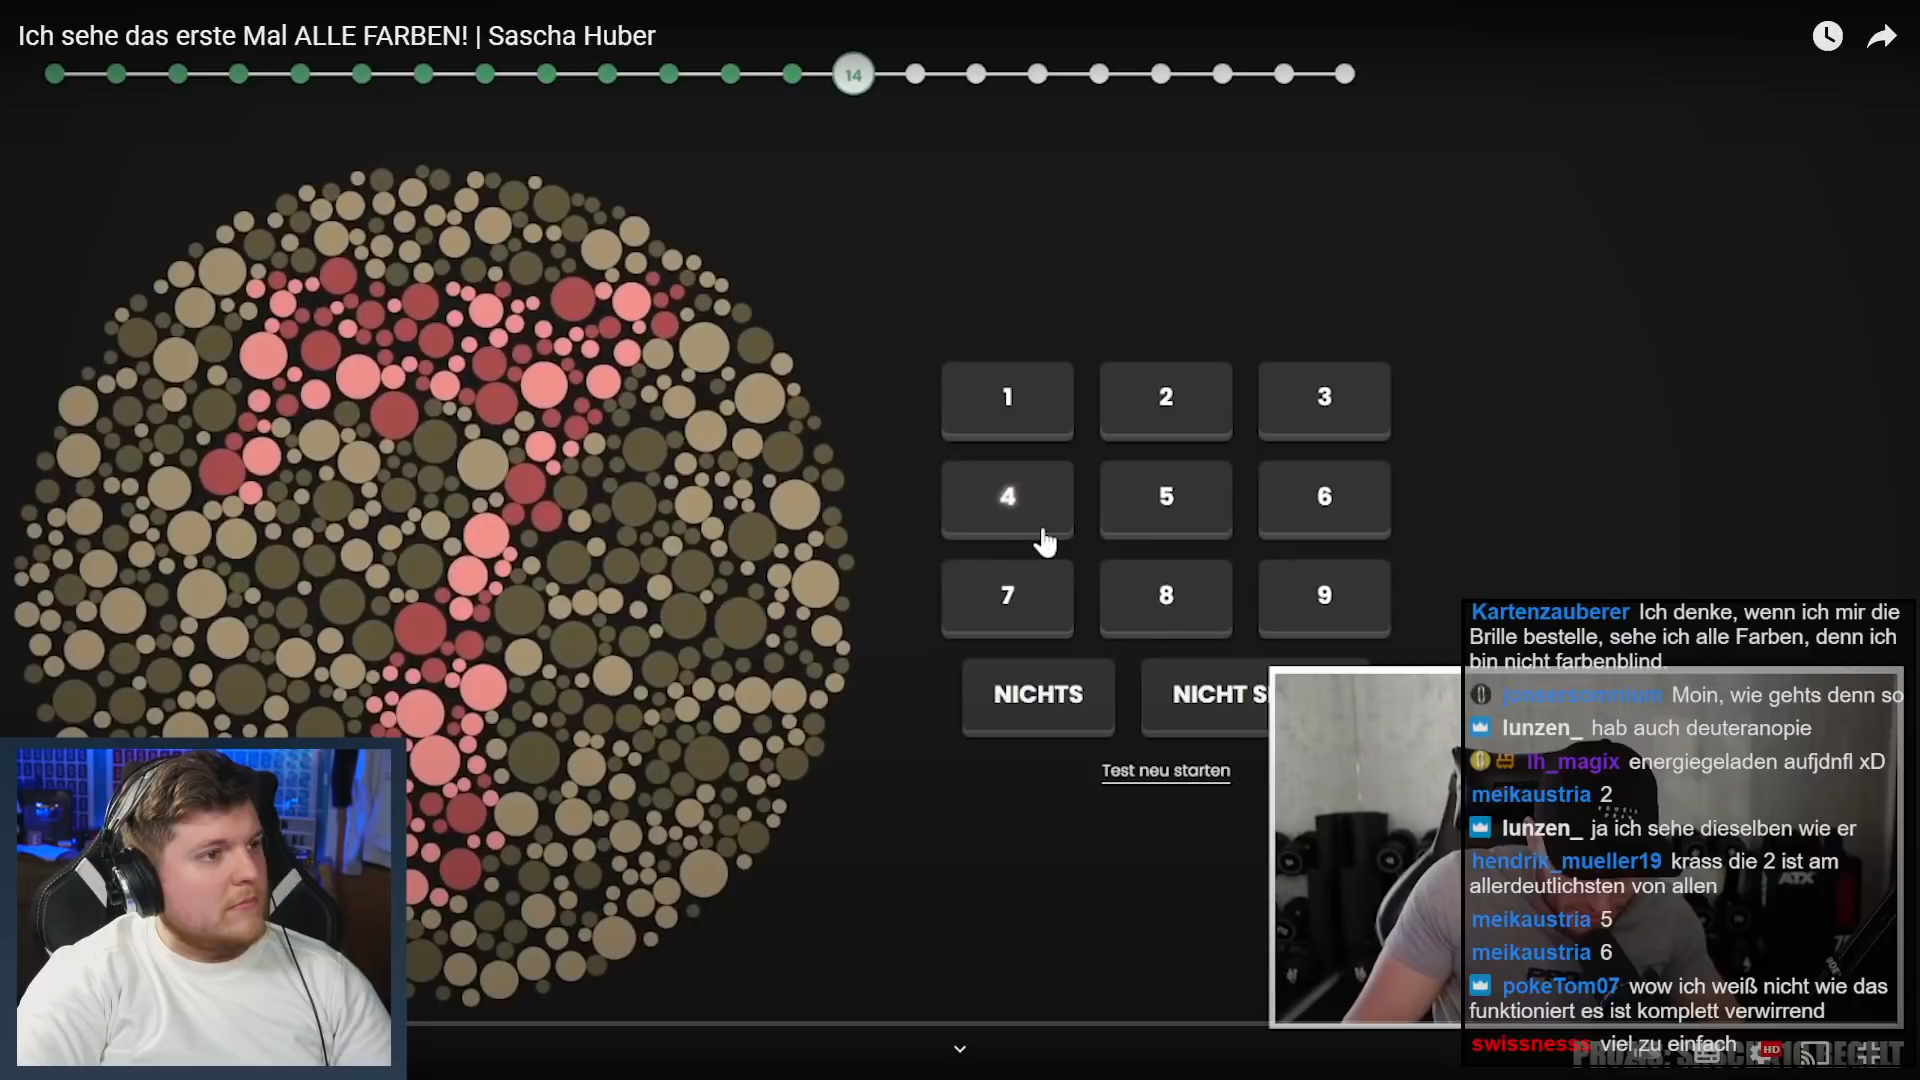 Ich sehe das erste Mal ALLE FARBEN! | Sascha Huber
14
1 2 3
4 5 6
7 8 9
NICHTS NICHT S
Test neu starten
Kartenzauberer Ich denke, wenn ich mir die
Brille bestelle, sehe ich alle Farben, denn ich
bin nicht farbenblind.
Moin, wie gehts denn so
lunzen_ hab auch deuteranopie
lh_magix energiegeladen aufjdnfl xD
meikaustria 2
lunzen_ ja ich sehe dieselben wie er
hendrik_mueller19 krass die 2 ist am
allerdeutlichsten von allen
meikaustria 5
meikaustria 6
pokeTom07 wow ich weiß nicht wie das
funktioniert es ist komplett verwirrend
swissnesss viel zu einfach
HD
ATX